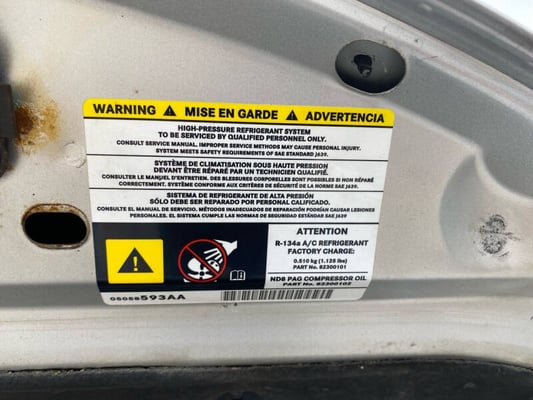 WARNING ⚠ MISE EN GARDE ⚠ ADVERTENCIA
HIGH-PRESSURE REFRIGERANT SYSTEM
TO BE SERVICED BY QUALIFIED PERSONNEL ONLY.
CONSULT SERVICE MANUAL. IMPROPER SERVICE METHODS MAY CAUSE PERSONAL INJURY.
SYSTEM MEETS SAFETY REQUIREMENTS OF SAE STANDARD J639.
SYSTÈME DE CLIMATISATION SOUS HAUTE PRESSION
DEVANT ÊTRE RÉPARÉ PAR UN TECHNICIEN QUALIFIÉ.
CONSULTER LE MANUEL D'ENTRETIEN. DES BLESSURES CORPORELLES SONT POSSIBLES SI NON RÉPARÉ
CORRECTEMENT. SYSTÈME CONFORME AUX CRITÈRES DE SÉCURITÉ DE LA NORME SAE J639.
SISTEMA DE REFRIGERANTE DE ALTA PRESIÓN
SÓLO DEBE SER REPARADO POR PERSONAL CALIFICADO.
CONSULTE EL MANUAL DE SERVICIO. MÉTODOS INADECUADOS DE REPARACIÓN PODRÍAN CAUSAR LESIONES
PERSONALES. EL SISTEMA CUMPLE LAS NORMAS DE SEGURIDAD ESTÁNDAR SAE J639
ATTENTION
R-134a A/C REFRIGERANT
FACTORY CHARGE:
0.510 kg (1.125 lbs)
PART No. 82300101
ND8 PAG COMPRESSOR OIL
PART No. 82300102
05058593AA